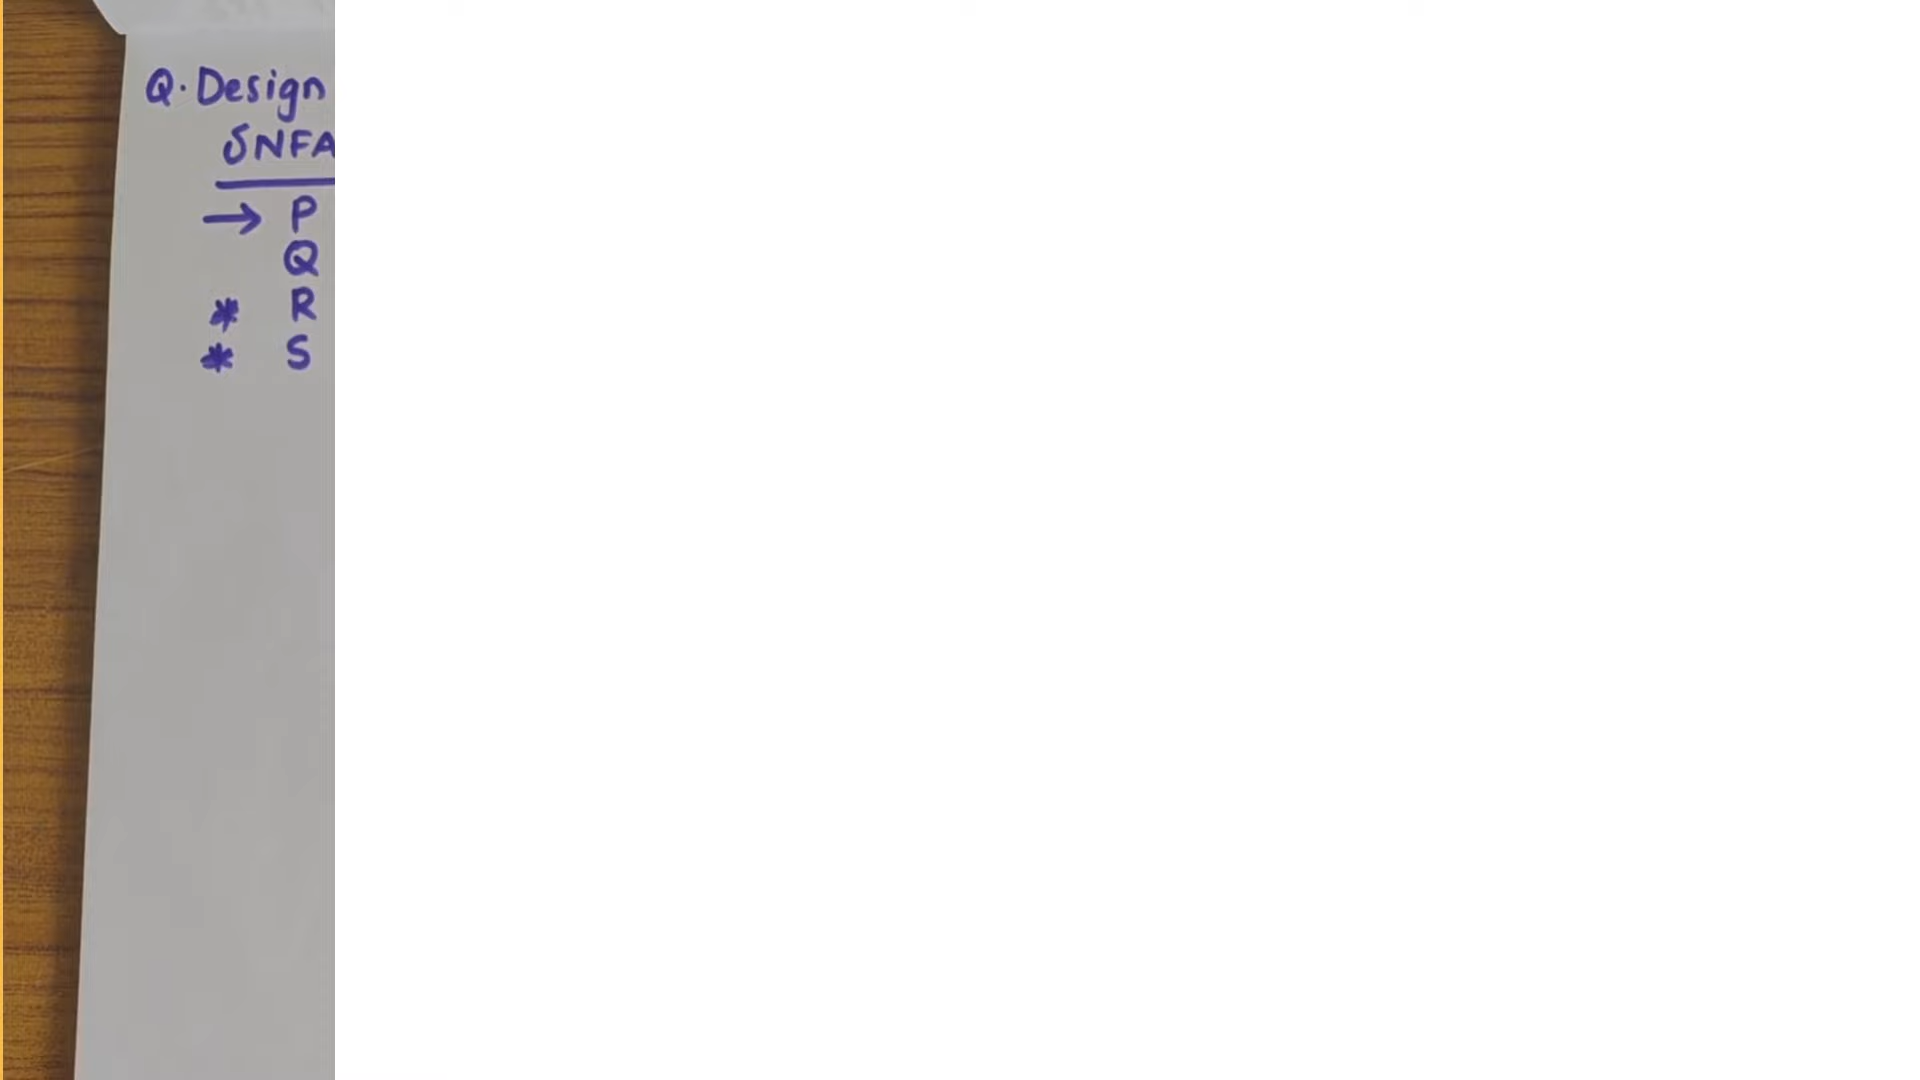 Q. Design
δNFA
→ P
Q
* R
* S